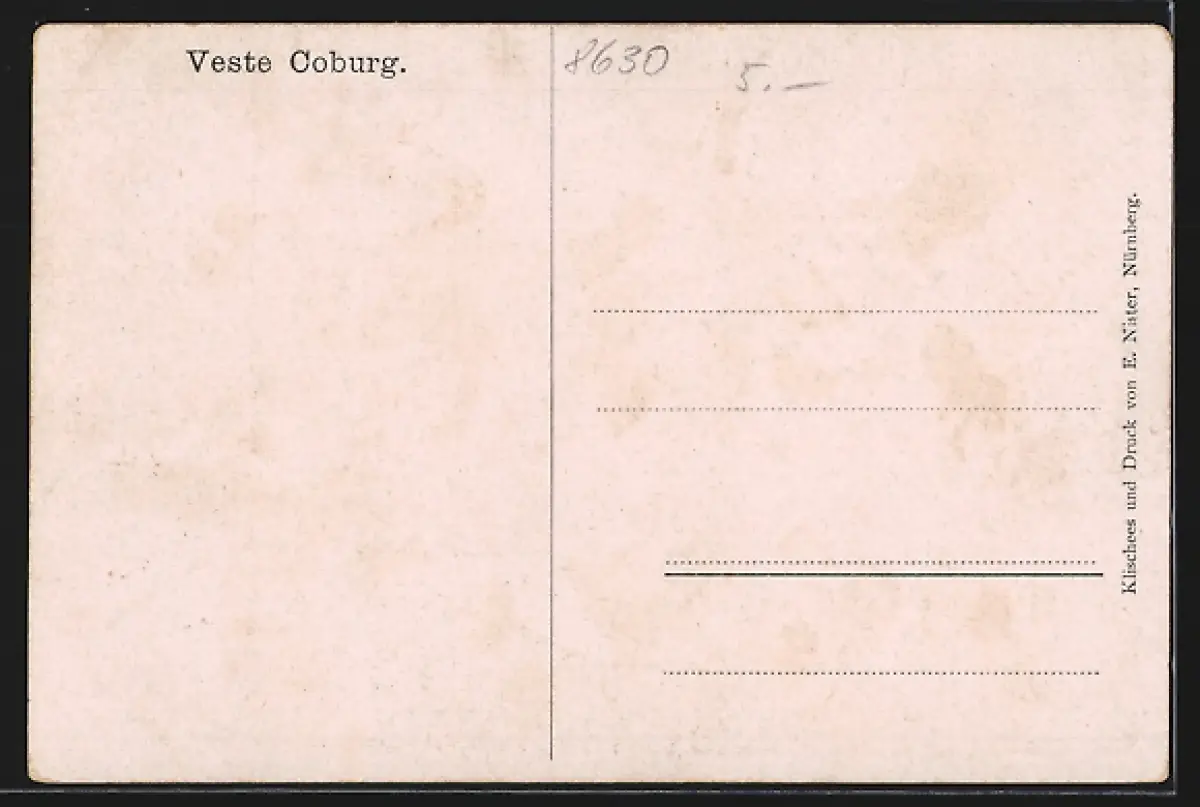 Veste Coburg.
8630
5.—
Klischees und Druck von E. Nister, Nürnberg.